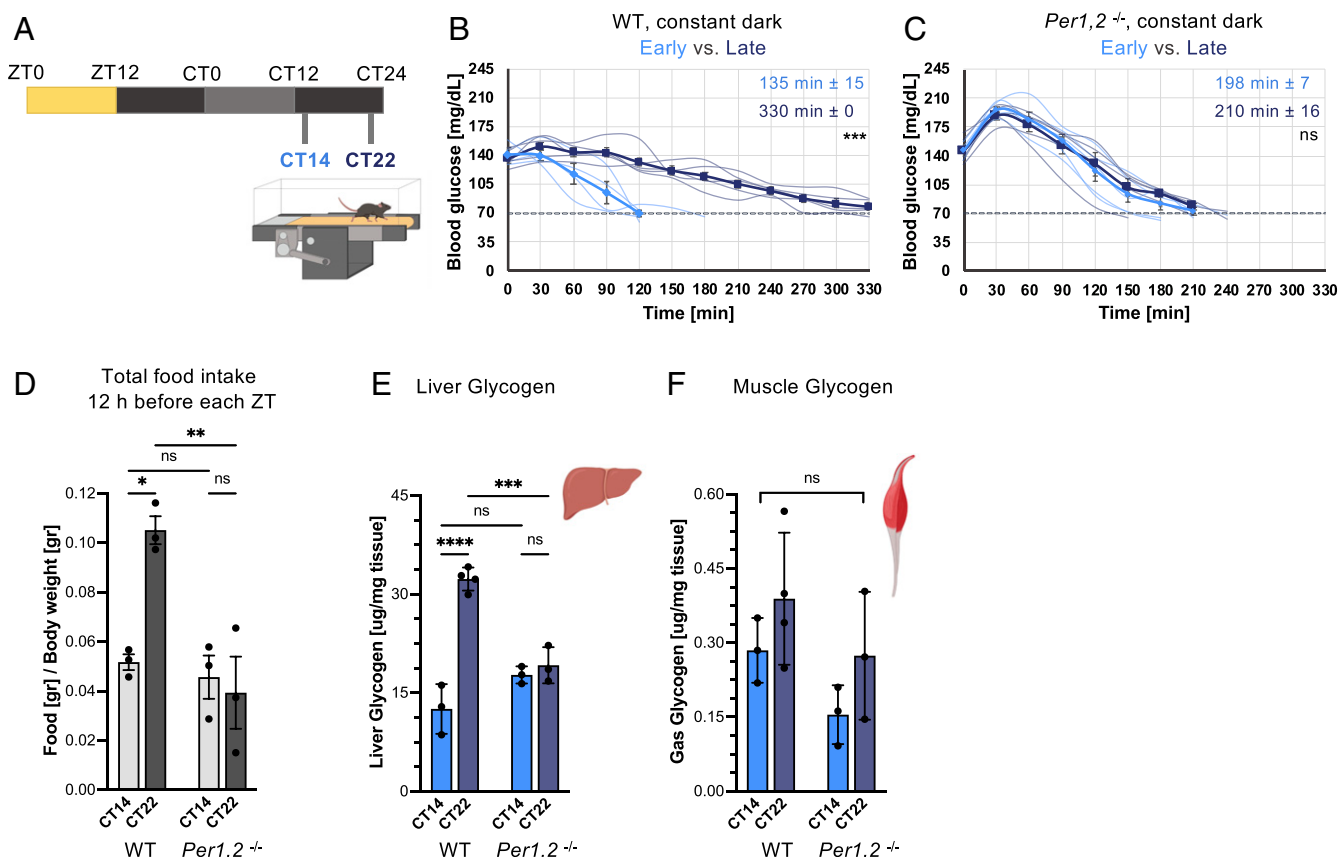 A
ZT0 ZT12 CT0 CT12 CT24
CT14 CT22
B
WT, constant dark
Early vs. Late
135 min ± 15
330 min ± 0
***
Blood glucose [mg/dL]
245
210
175
140
105
70
35
0
0 30 60 90 120 150 180 210 240 270 300 330
Time [min]
C
Per1,2 -/-, constant dark
Early vs. Late
198 min ± 7
210 min ± 16
ns
Blood glucose [mg/dL]
245
210
175
140
105
70
35
0
0 30 60 90 120 150 180 210 240 270 300 330
Time [min]
D
Total food intake
12 h before each ZT
**
ns
* ns
Food [gr] / Body weight [gr]
0.12
0.10
0.08
0.06
0.04
0.02
0.00
CT14 CT22 CT14 CT22
WT Per1,2 -/-
E
Liver Glycogen
***
ns
**** ns
Liver Glycogen [ug/mg tissue]
45
30
15
0
CT14 CT22 CT14 CT22
WT Per1,2 -/-
F
Muscle Glycogen
ns
Gas Glycogen [ug/mg tissue]
0.60
0.45
0.30
0.15
0.00
CT14 CT22 CT14 CT22
WT Per1,2 -/-